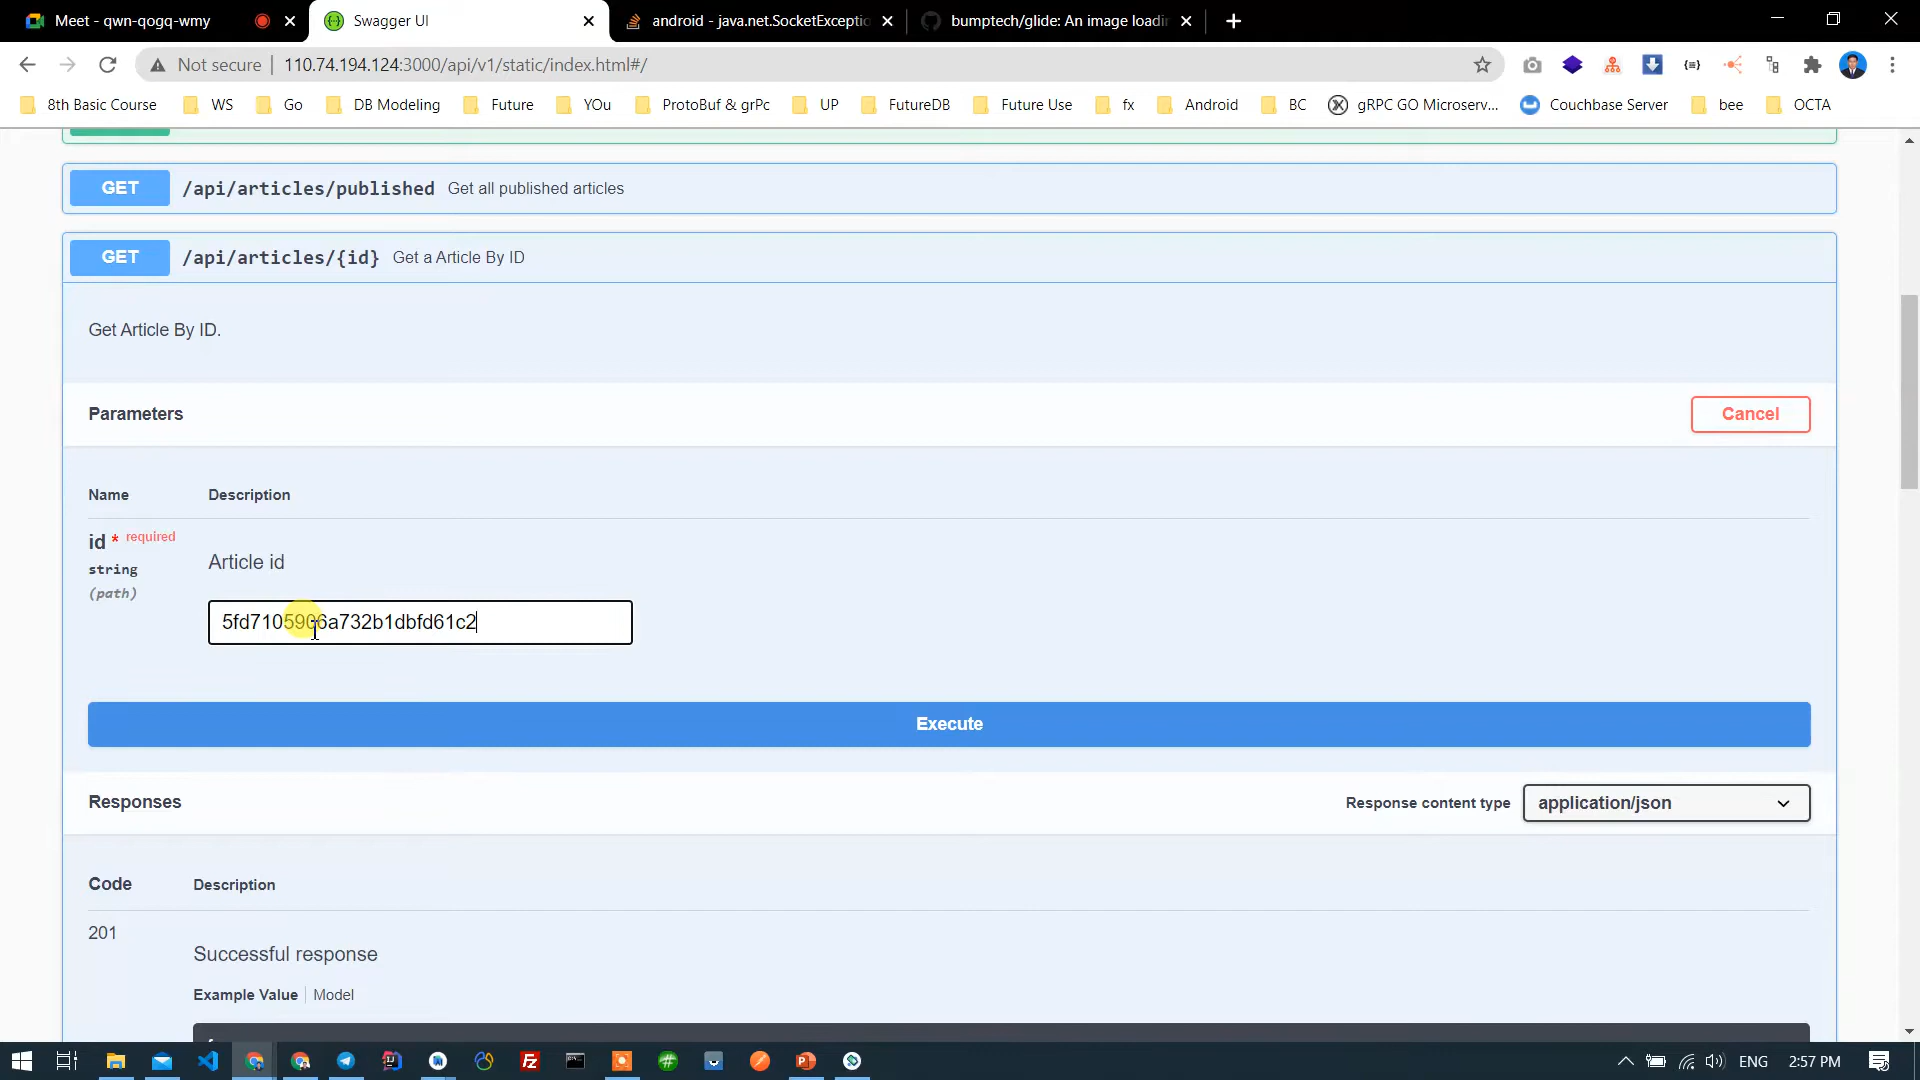 Meet - qwn-qogq-wmy
Swagger UI
android - java.net.SocketExceptio
bumptech/glide: An image loadin
Not secure
110.74.194.124:3000/api/v1/static/index.html#/
8th Basic Course
WS
Go
DB Modeling
Future
YOu
ProtoBuf & grPc
UP
FutureDB
Future Use
fx
Android
BC
gRPC GO Microserv...
Couchbase Server
bee
OCTA
GET /api/articles/published Get all published articles
GET /api/articles/{id} Get a Article By ID
Get Article By ID.
Parameters
Cancel
Name Description
id * required
string
(path)
Article id
5fd7105906a732b1dbfd61c2
Execute
Responses
Response content type
application/json
Code Description
201
Successful response
Example Value Model
ENG
2:57 PM